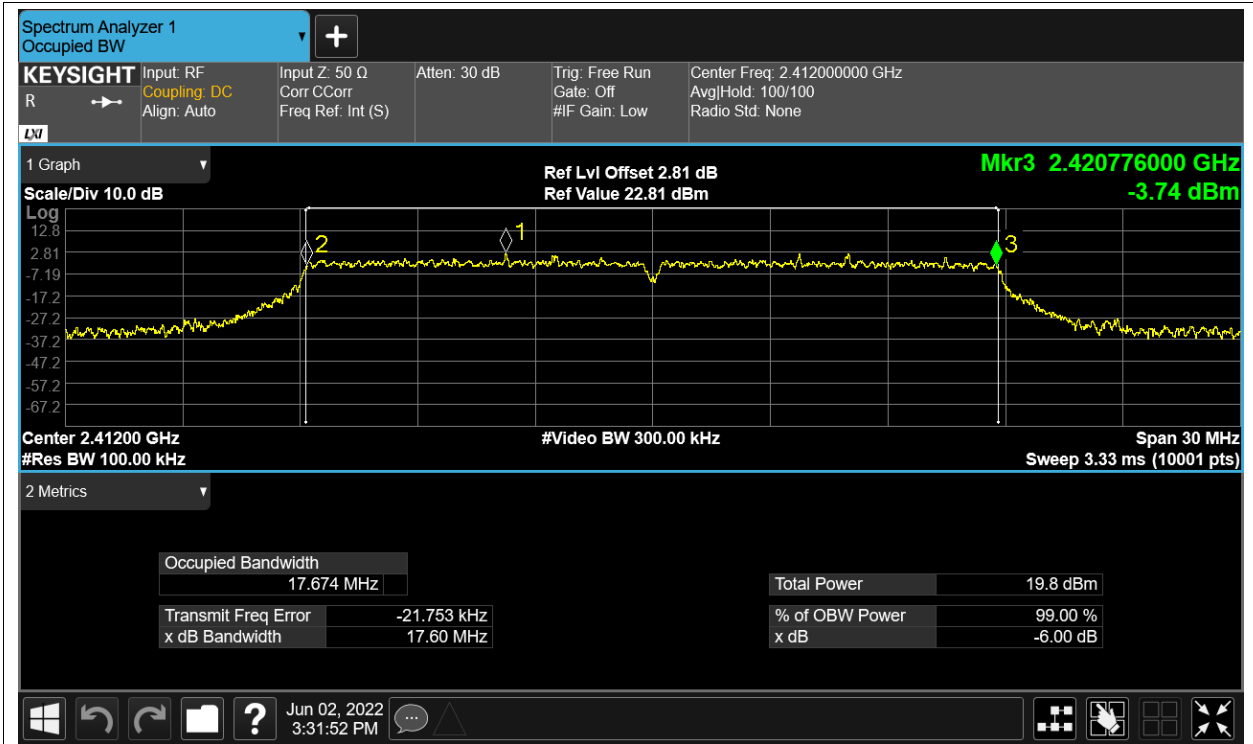 Spectrum Analyzer 1
Occupied BW
KEYSIGHT
R
LXI
Input: RF
Coupling: DC
Align: Auto
Input Z: 50 Ω
Corr CCorr
Freq Ref: Int (S)
Atten: 30 dB
Trig: Free Run
Gate: Off
#IF Gain: Low
Center Freq: 2.412000000 GHz
Avg|Hold: 100/100
Radio Std: None
1 Graph
Scale/Div 10.0 dB
Ref Lvl Offset 2.81 dB
Ref Value 22.81 dBm
Mkr3 2.420776000 GHz
-3.74 dBm
Log
12.8
2.81
-7.19
-17.2
-27.2
-37.2
-47.2
-57.2
-67.2
2
1
3
Center 2.41200 GHz
#Video BW 300.00 kHz
Span 30 MHz
#Res BW 100.00 kHz
Sweep 3.33 ms (10001 pts)
2 Metrics
Occupied Bandwidth
17.674 MHz
Transmit Freq Error -21.753 kHz
x dB Bandwidth 17.60 MHz
Total Power 19.8 dBm
% of OBW Power 99.00 %
x dB -6.00 dB
?
Jun 02, 2022
3:31:52 PM